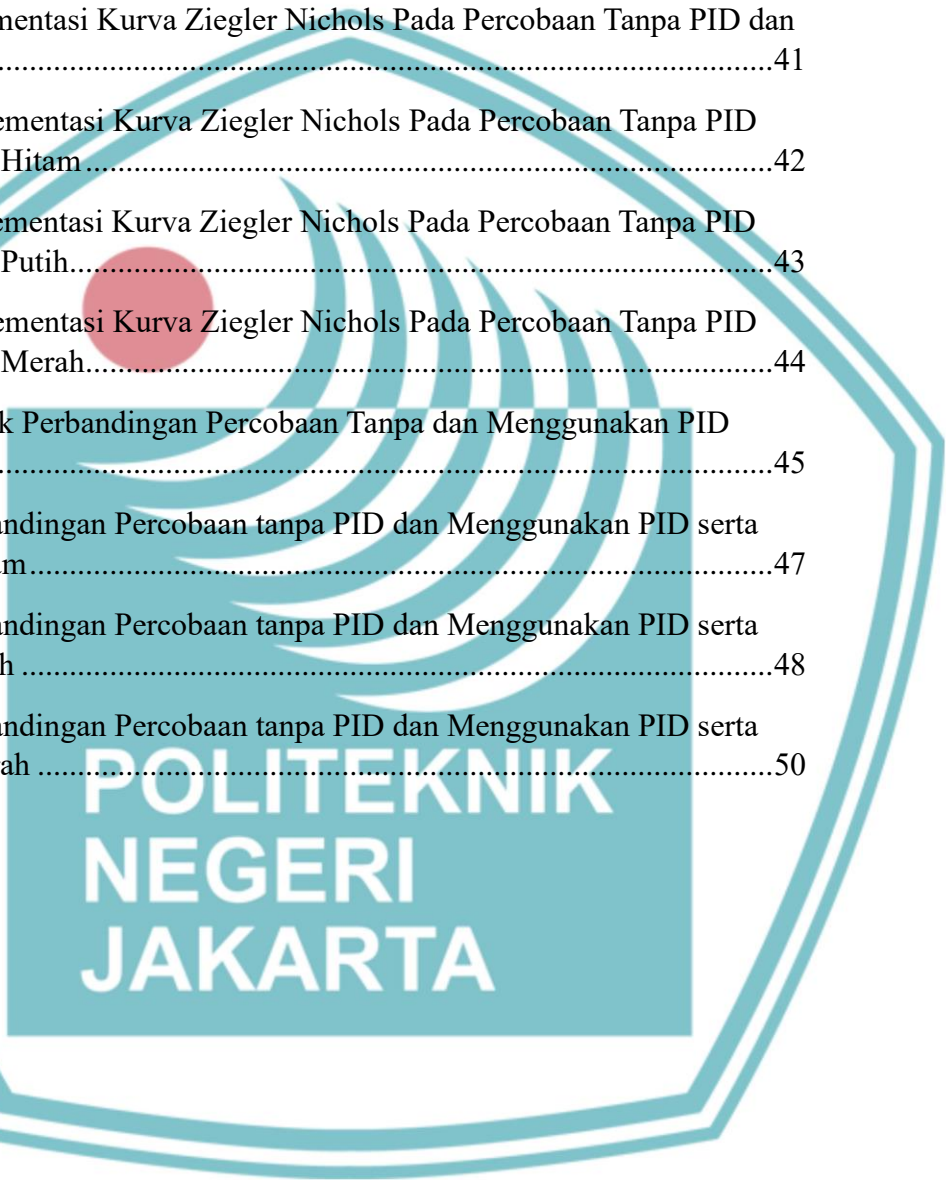 mentasi Kurva Ziegler Nichols Pada Percobaan Tanpa PID dan
........................................................................................41
ementasi Kurva Ziegler Nichols Pada Percobaan Tanpa PID
Hitam......................................................................................42
ementasi Kurva Ziegler Nichols Pada Percobaan Tanpa PID
Putih........................................................................................43
ementasi Kurva Ziegler Nichols Pada Percobaan Tanpa PID
Merah......................................................................................44
k Perbandingan Percobaan Tanpa dan Menggunakan PID
........................................................................................45
andingan Percobaan tanpa PID dan Menggunakan PID serta
am............................................................................................47
andingan Percobaan tanpa PID dan Menggunakan PID serta
h ............................................................................................48
andingan Percobaan tanpa PID dan Menggunakan PID serta
rah ..........................................................................................50
POLITEKNIK
NEGERI
JAKARTA